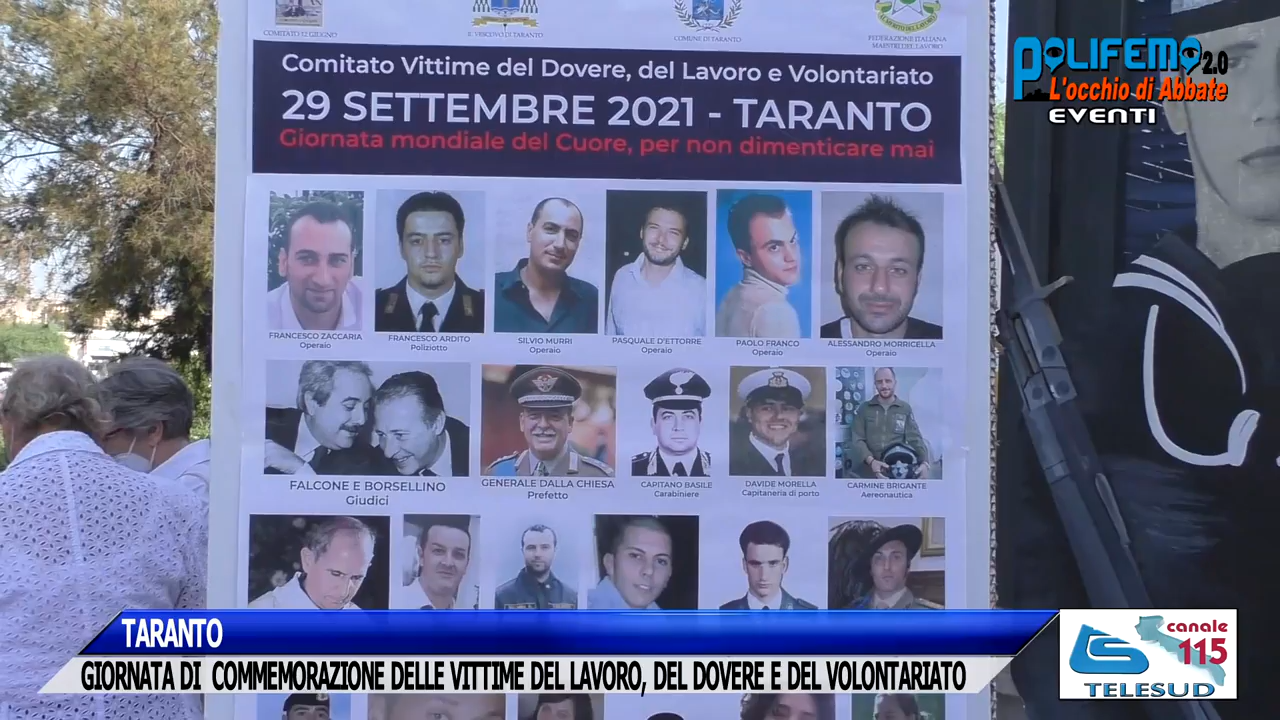 COMITATO 12 GIUGNO
IL VESCOVO DI TARANTO
COMUNE DI TARANTO
FEDERAZIONE ITALIANA
MAESTRI DEL LAVORO
Comitato Vittime del Dovere, del Lavoro e Volontariato
29 SETTEMBRE 2021 - TARANTO
Giornata mondiale del Cuore, per non dimenticare mai
POLIFEMO 2.0
L'occhio di Abbate
EVENTI
FRANCESCO ZACCARIA
Operaio
FRANCESCO ARDITO
Poliziotto
SILVIO MURRI
Operaio
PASQUALE D'ETTORRE
Operaio
PAOLO FRANCO
Operaio
ALESSANDRO MORRICELLA
Operaio
FALCONE E BORSELLINO
Giudici
GENERALE DALLA CHIESA
Prefetto
CAPITANO BASILE
Carabiniere
DAVIDE MORELLA
Capitaneria di porto
CARMINE BRIGANTE
Aereonautica
TARANTO
GIORNATA DI COMMEMORAZIONE DELLE VITTIME DEL LAVORO, DEL DOVERE E DEL VOLONTARIATO
canale
115
TELESUD